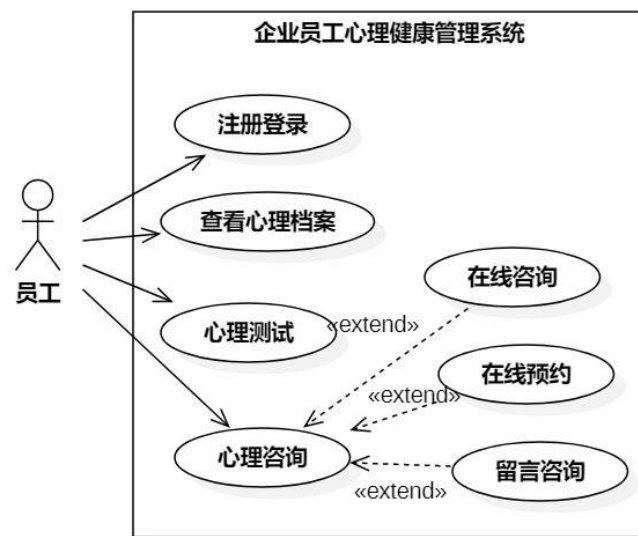 企业员工心理健康管理系统
注册登录
查看心理档案
员工
在线咨询
心理测试
«extend»
在线预约
«extend»
心理咨询
留言咨询
«extend»